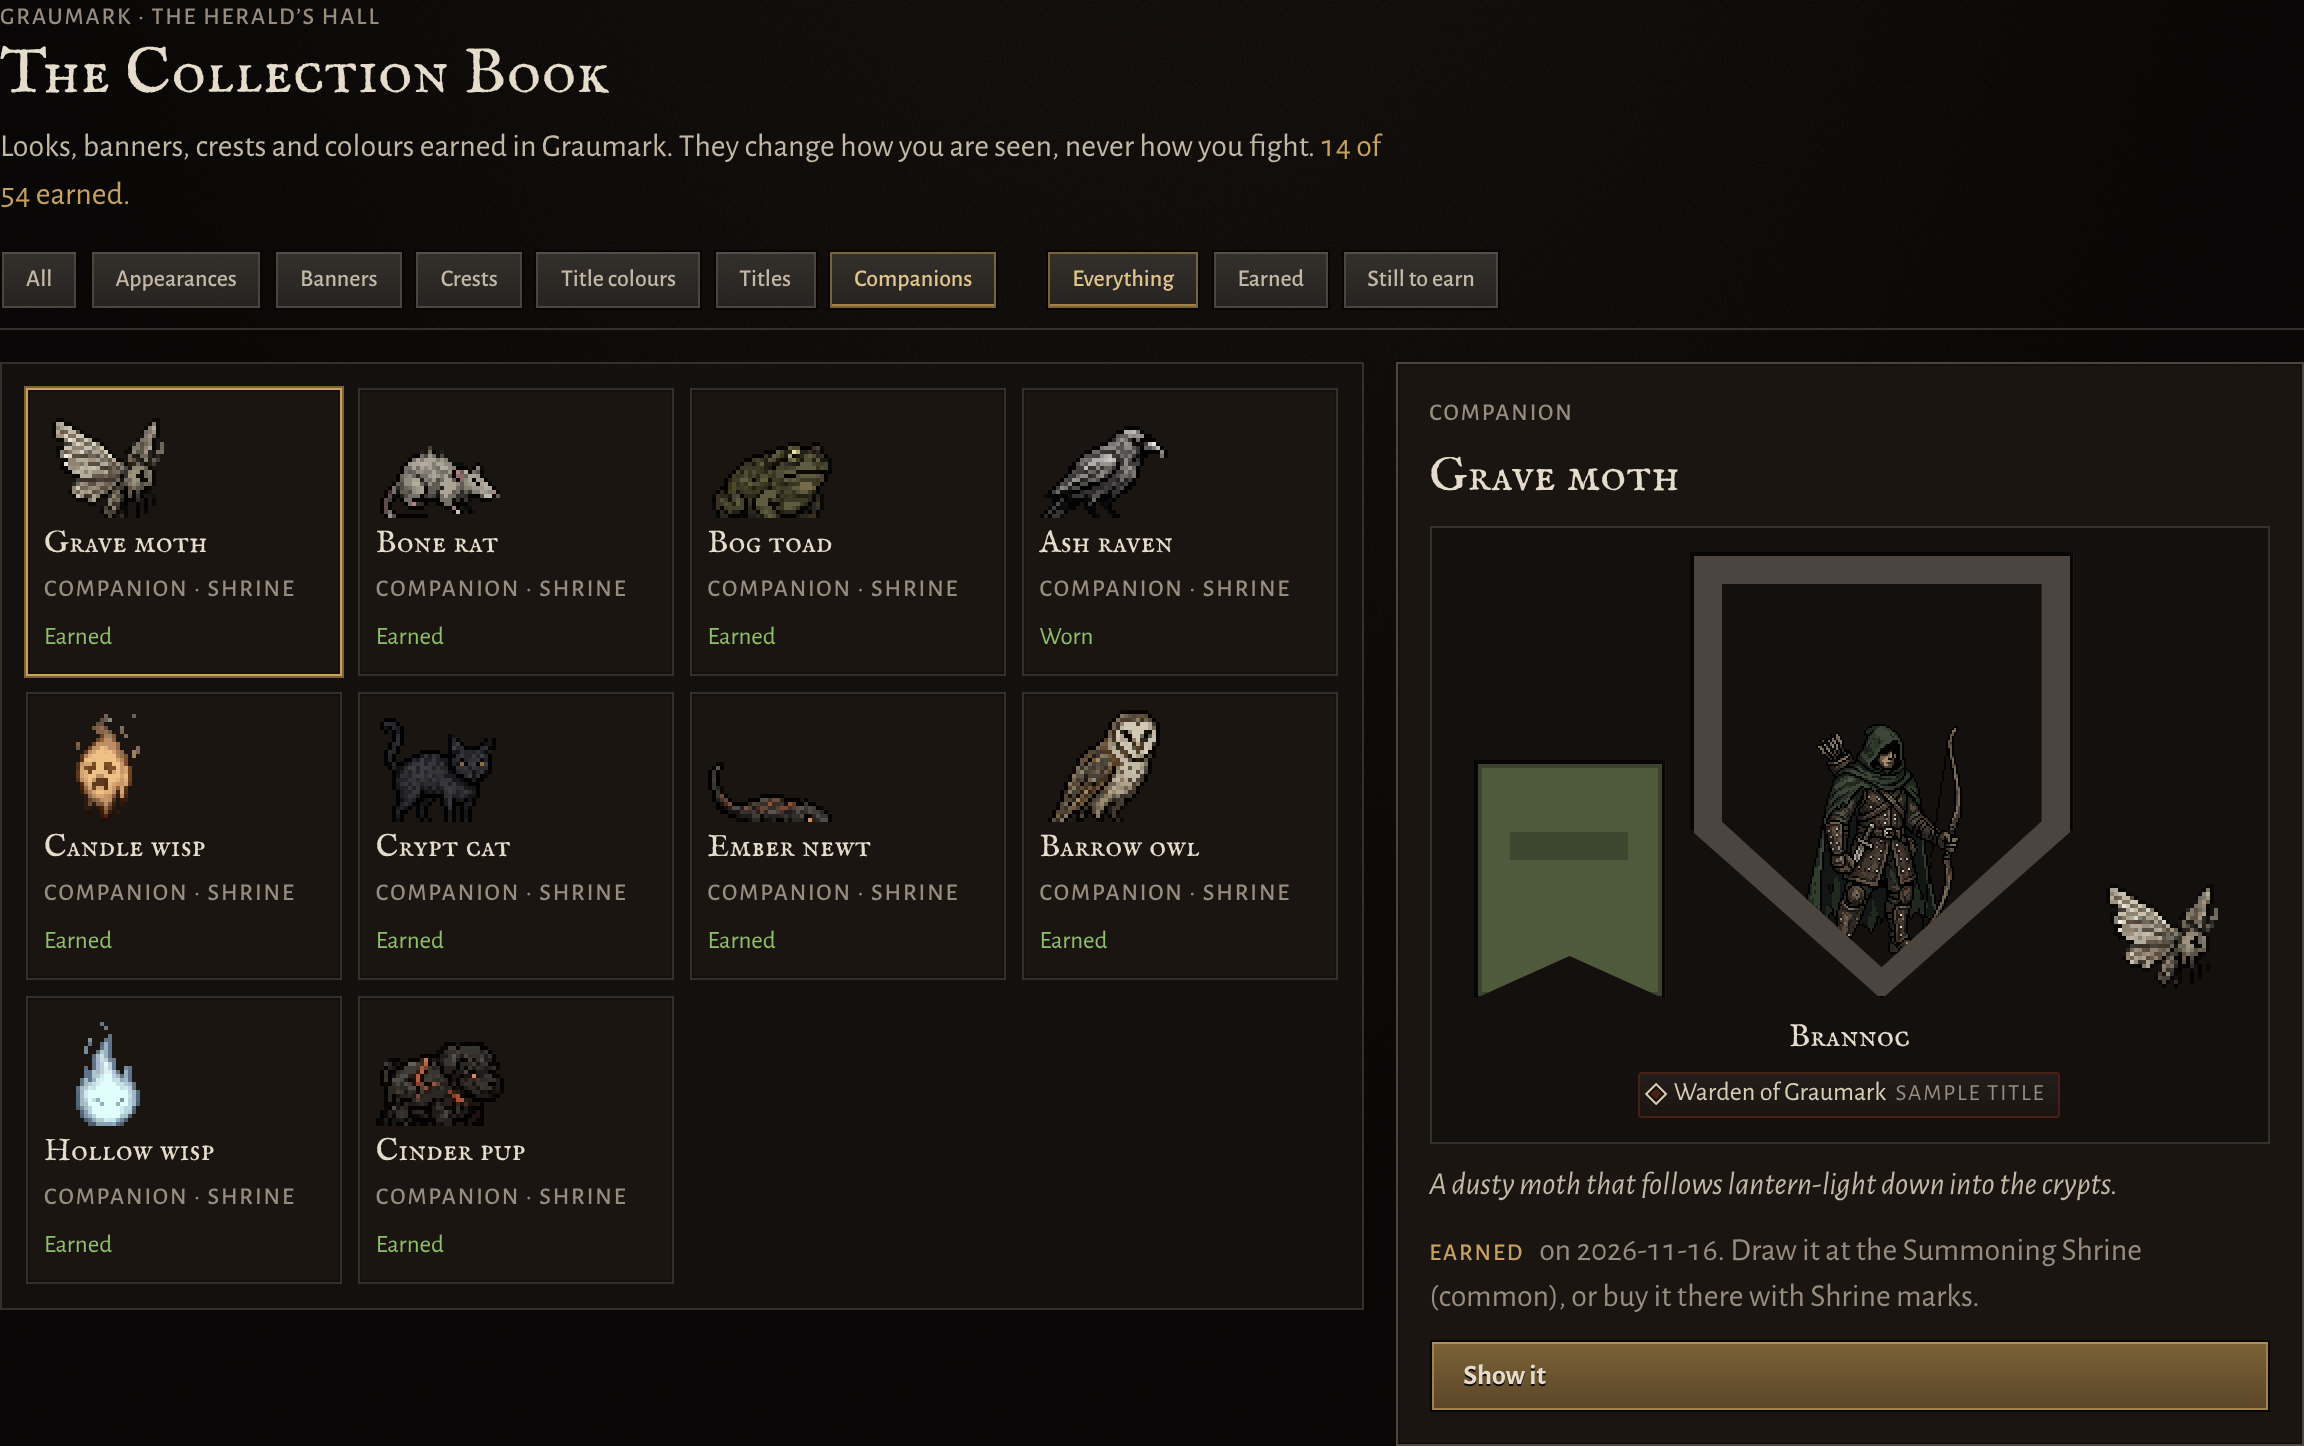 GRAUMARK · THE HERALD'S HALL
The Collection Book
Looks, banners, crests and colours earned in Graumark. They change how you are seen, never how you fight. 14 of
54 earned.
All Appearances Banners Crests Title colours Titles Companions Everything Earned Still to earn
Grave moth
COMPANION · SHRINE
Earned
Bone rat
COMPANION · SHRINE
Earned
Bog toad
COMPANION · SHRINE
Earned
Ash raven
COMPANION · SHRINE
Worn
Candle wisp
COMPANION · SHRINE
Earned
Crypt cat
COMPANION · SHRINE
Earned
Ember newt
COMPANION · SHRINE
Earned
Barrow owl
COMPANION · SHRINE
Earned
Hollow wisp
COMPANION · SHRINE
Earned
Cinder pup
COMPANION · SHRINE
Earned
COMPANION
Grave moth
Brannoc
Warden of Graumark SAMPLE TITLE
A dusty moth that follows lantern-light down into the crypts.
EARNED on 2026-11-16. Draw it at the Summoning Shrine
(common), or buy it there with Shrine marks.
Show it